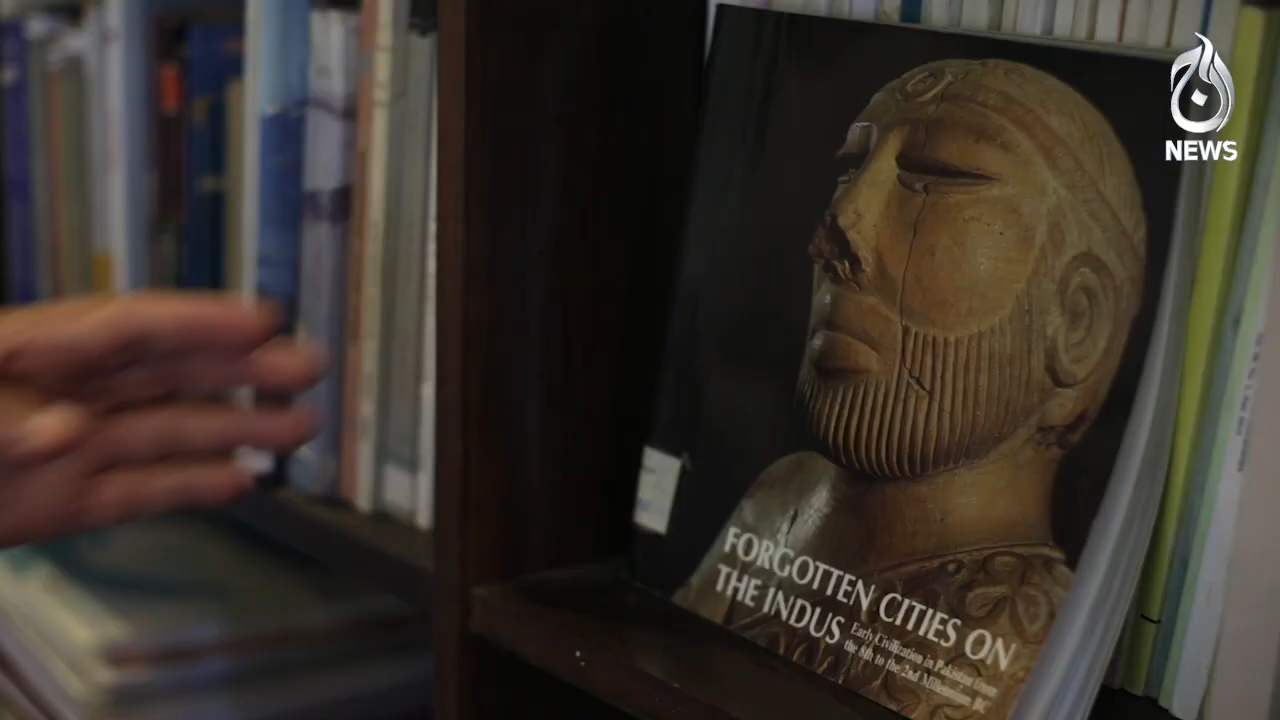 NEWS
FORGOTTEN CITIES ON
THE INDUS
Early Civilization in Pakistan from
the 8th to the 2nd Millennium BC